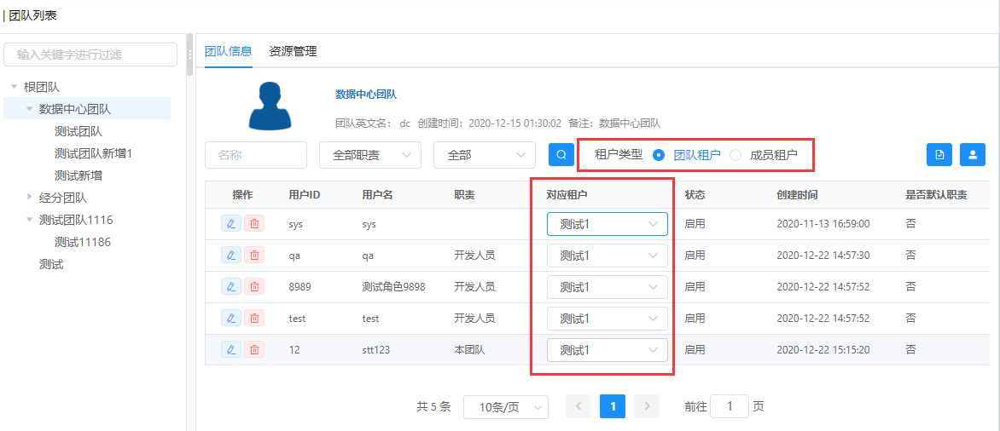 团队列表
输入关键字进行过滤
根团队
数据中心团队
测试团队
测试团队新增1
测试新增
经分团队
测试团队1116
测试11186
测试
团队信息 资源管理
数据中心团队
团队英文名： dc 创建时间：2020-12-15 01:30:02 备注：数据中心团队
名称 全部职责 全部 租户类型 团队租户 成员租户
操作 用户ID 用户名 职责 对应租户 状态 创建时间 是否默认职责
sys sys 测试1 启用 2020-11-13 16:59:00 否
qa qa 开发人员 测试1 启用 2020-12-22 14:57:30 否
8989 测试角色9898 开发人员 测试1 启用 2020-12-22 14:57:52 否
test test 开发人员 测试1 启用 2020-12-22 14:57:52 否
12 stt123 本团队 测试1 启用 2020-12-22 15:15:20 否
共 5 条 10条/页 1 前往 1 页